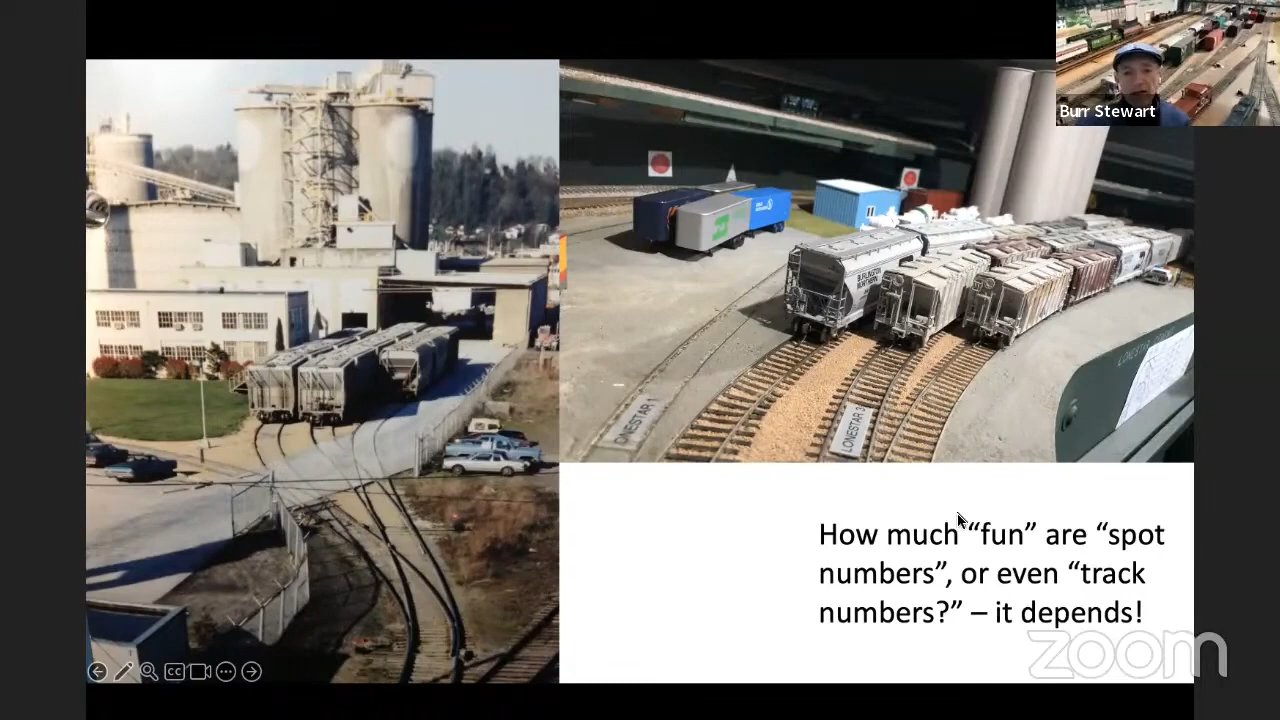 Burr Stewart
BURLINGTON
NORTHERN
LONESTAR 1
LONESTAR 3
How much “fun” are “spot
numbers”, or even “track
numbers?” – it depends!
zoom
CC